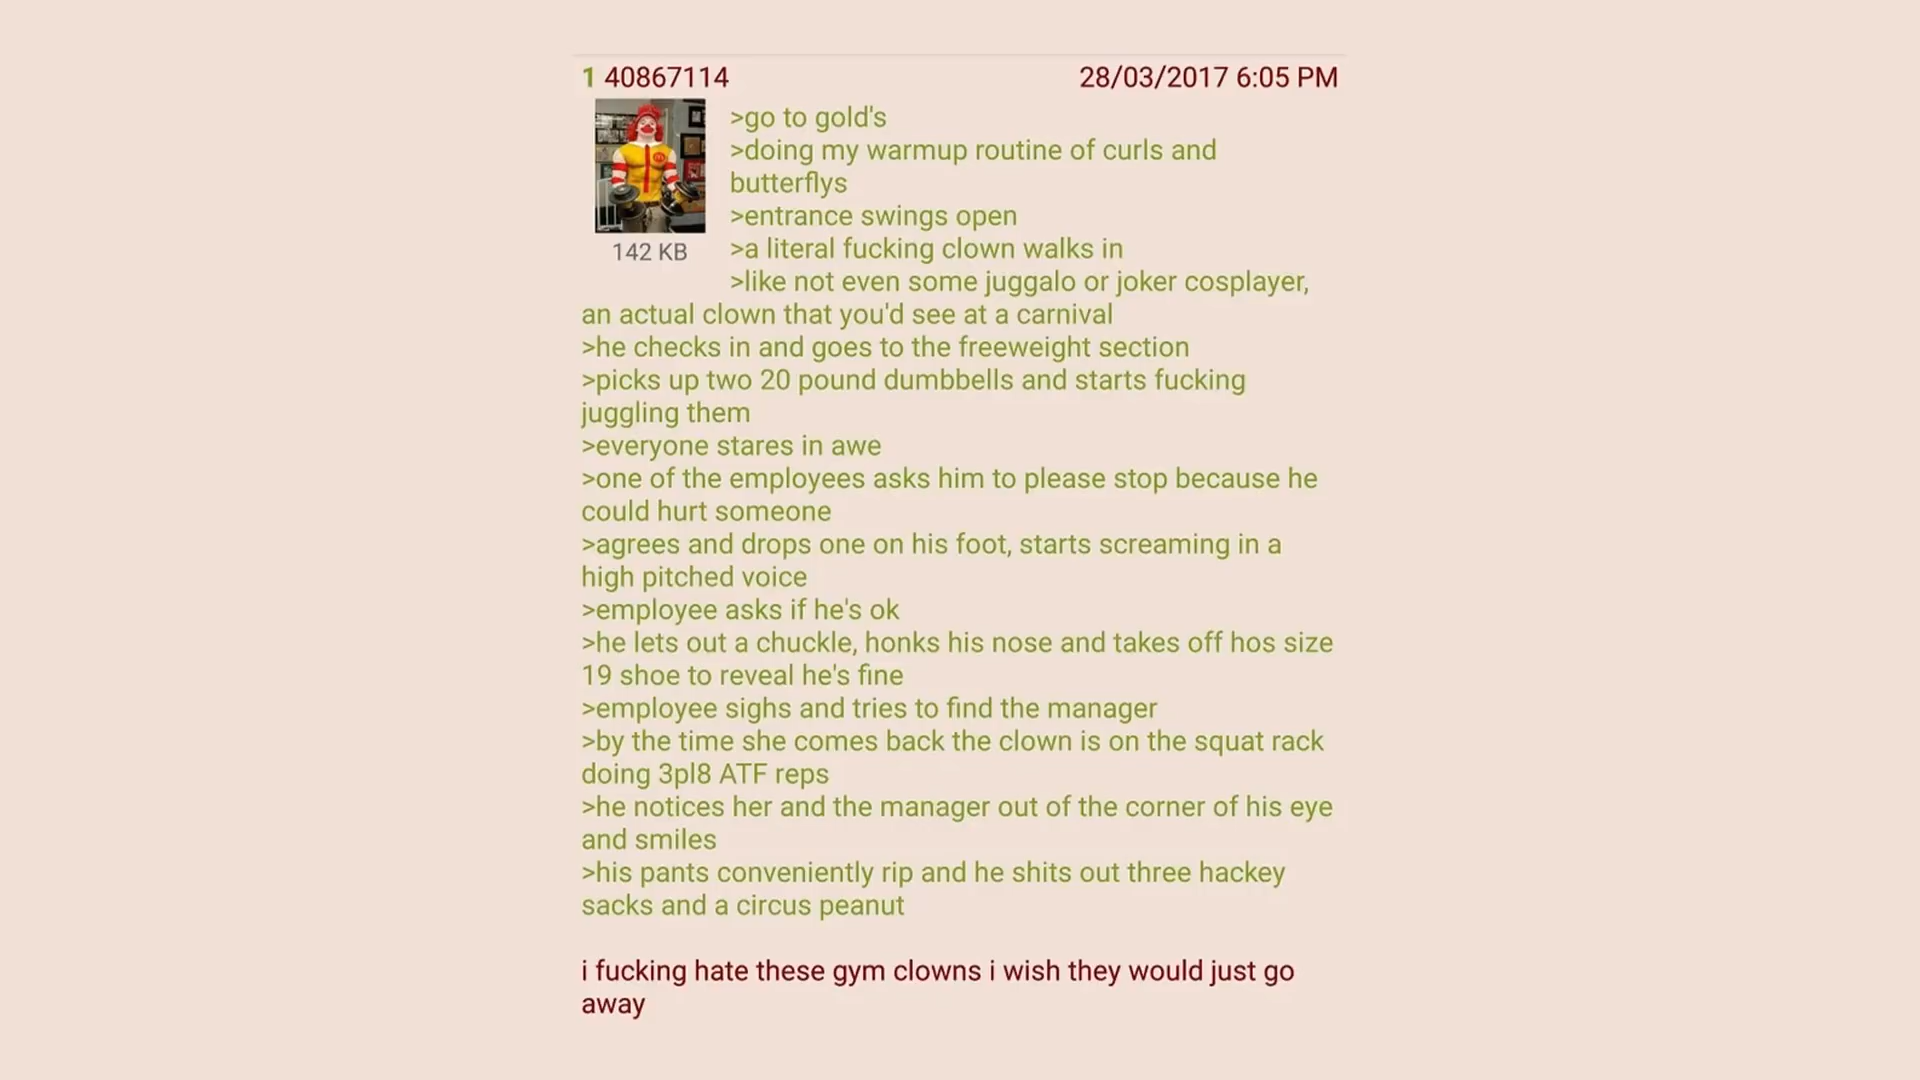 1 40867114 28/03/2017 6:05 PM
>go to gold's
>doing my warmup routine of curls and
butterflys
>entrance swings open
142 KB
>a literal fucking clown walks in
>like not even some juggalo or joker cosplayer,
an actual clown that you'd see at a carnival
>he checks in and goes to the freeweight section
>picks up two 20 pound dumbbells and starts fucking
juggling them
>everyone stares in awe
>one of the employees asks him to please stop because he
could hurt someone
>agrees and drops one on his foot, starts screaming in a
high pitched voice
>employee asks if he's ok
>he lets out a chuckle, honks his nose and takes off hos size
19 shoe to reveal he's fine
>employee sighs and tries to find the manager
>by the time she comes back the clown is on the squat rack
doing 3pl8 ATF reps
>he notices her and the manager out of the corner of his eye
and smiles
>his pants conveniently rip and he shits out three hackey
sacks and a circus peanut
i fucking hate these gym clowns i wish they would just go
away